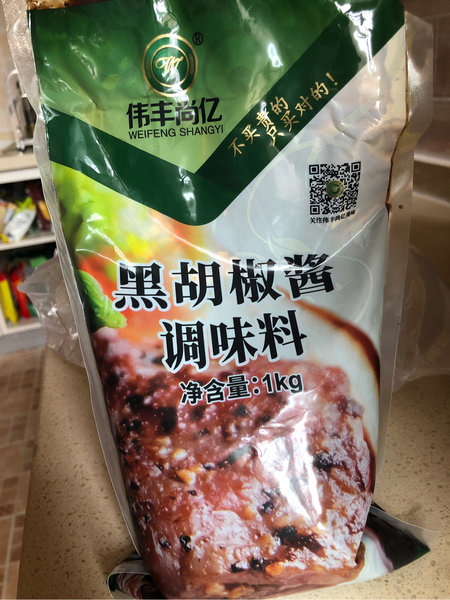 ®
伟丰尚亿
WEIFENG SHANGYI
不买贵的
只买对的！
黑胡椒酱
调味料
净含量：1kg